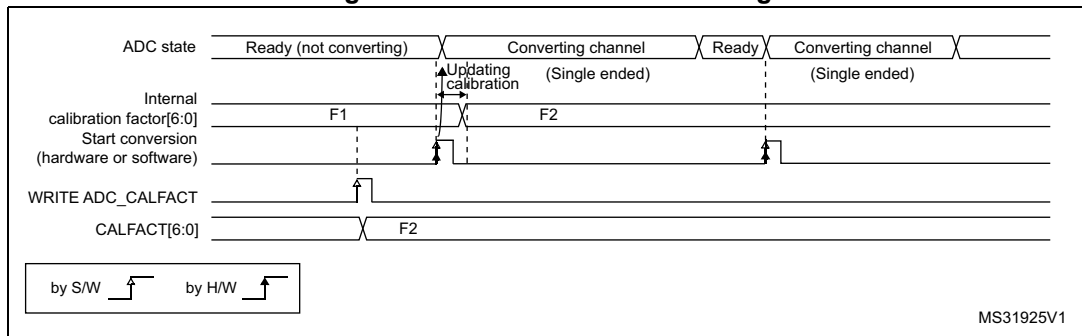 ADC state
Ready (not converting)
Converting channel
Ready
Converting channel
Updating
calibration
(Single ended)
(Single ended)
Internal
calibration factor[6:0]
F1
F2
Start conversion
(hardware or software)
WRITE ADC_CALFACT
CALFACT[6:0]
F2
by S/W
by H/W
MS31925V1